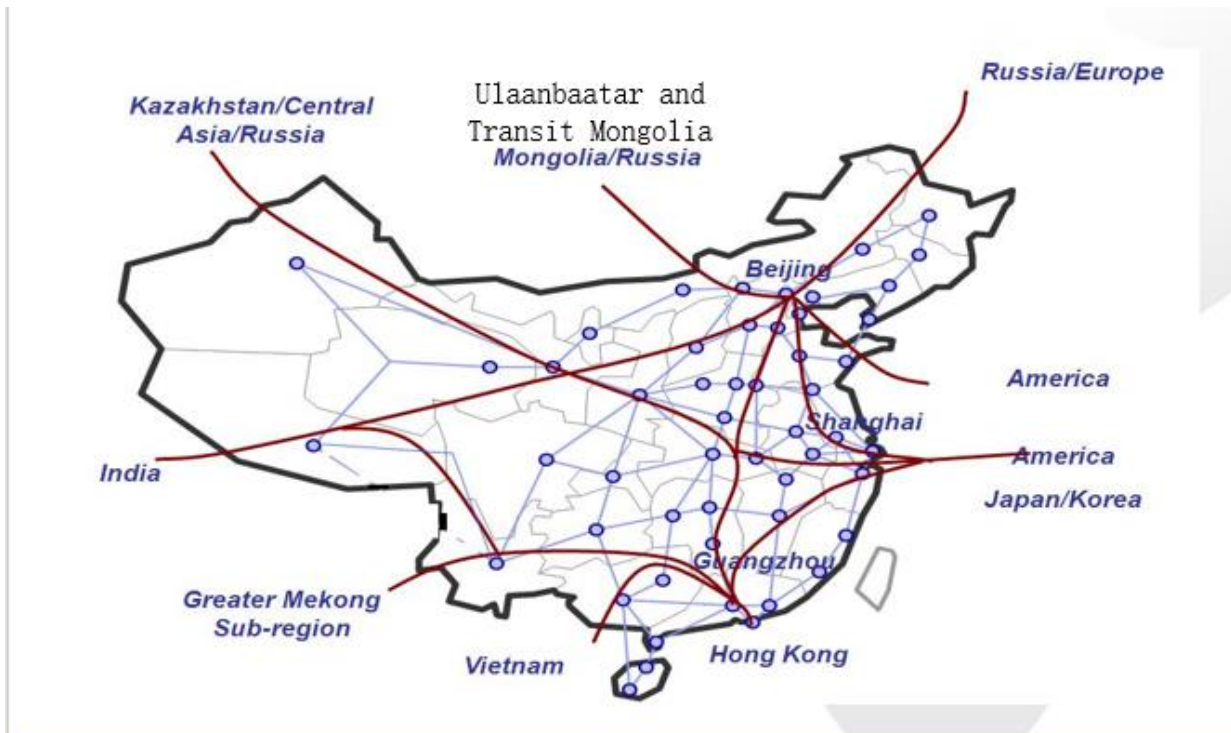 Russia/Europe
Ulaanbaatar and
Transit Mongolia
Mongolia/Russia
Kazakhstan/Central
Asia/Russia
Beijing
America
Shanghai
America
India
Japan/Korea
Guangzhou
Greater Mekong
Sub-region
Hong Kong
Vietnam